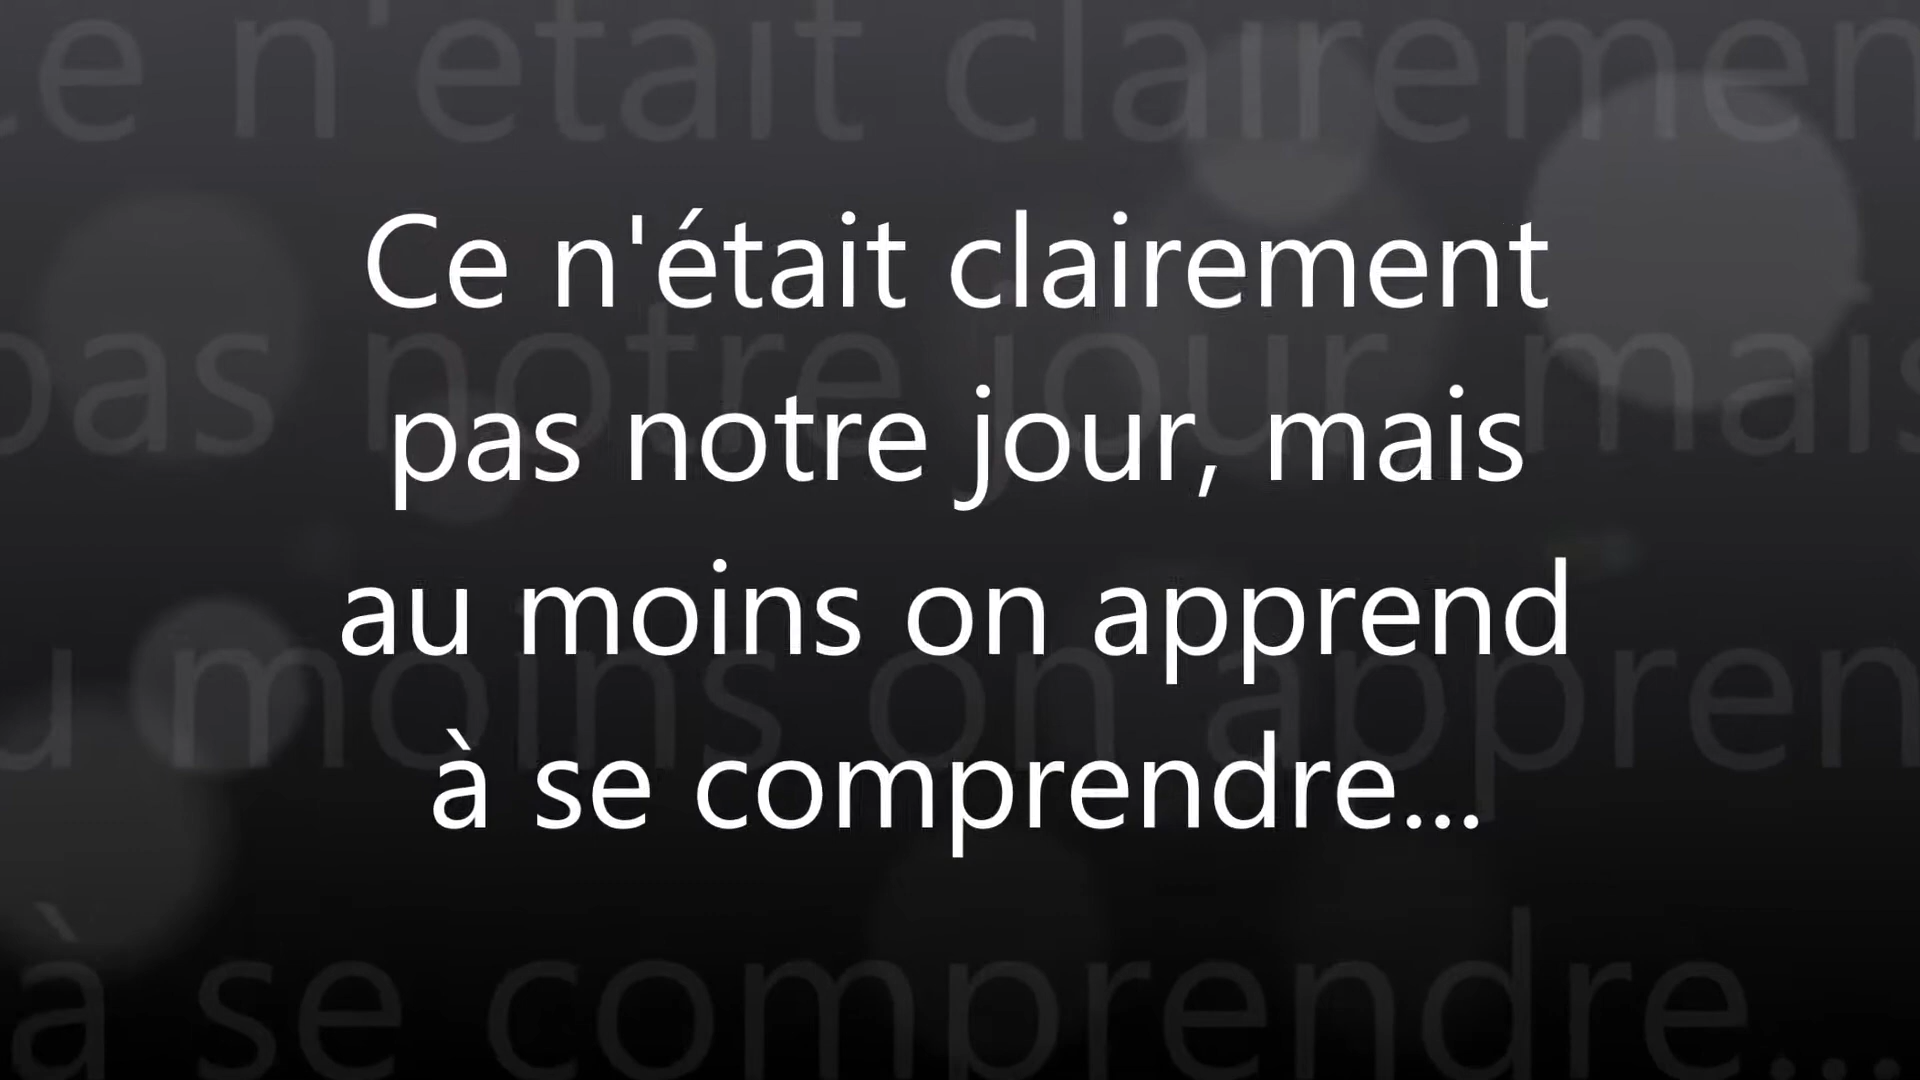 Ce n'était clairement
pas notre jour, mais
au moins on apprend
à se comprendre...